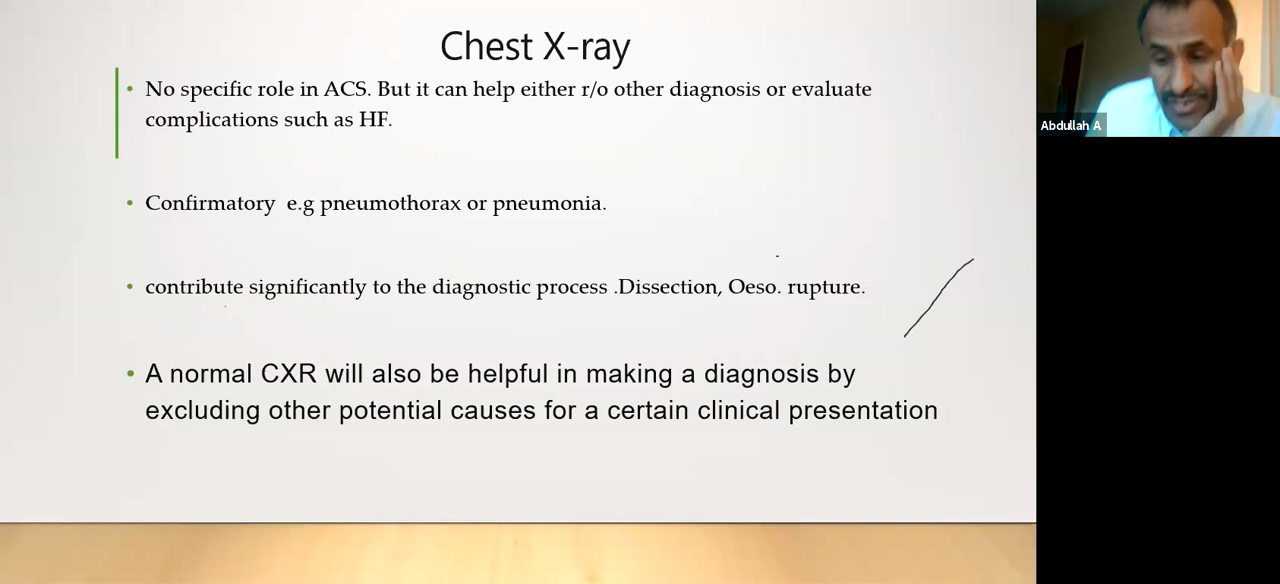 Chest X-ray
• No specific role in ACS. But it can help either r/o other diagnosis or evaluate
complications such as HF.
• Confirmatory  e.g pneumothorax or pneumonia.
• contribute significantly to the diagnostic process .Dissection, Oeso. rupture.
• A normal CXR will also be helpful in making a diagnosis by
excluding other potential causes for a certain clinical presentation
Abdullah A